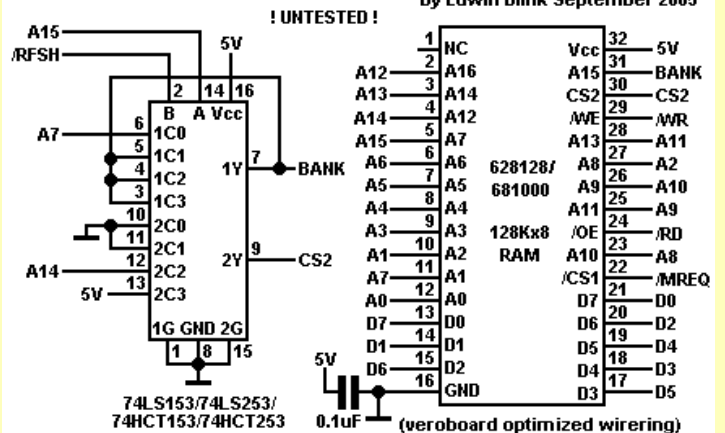 by Edwin Blink September 2005
! UNTESTED !
A15
/RFSH
5V
2
14
16
B
A
Vcc
A7
6
1C0
5
1C1
4
1C2
3
1C3
10
2C0
11
2C1
A14
12
2C2
5V
13
2C3
1Y
7
BANK
2Y
9
CS2
1G GND 2G
1
8
15
74LS153/74LS253/
74HCT153/74HCT253
1
NC
A12
2
A16
A13
3
A14
A14
4
A12
A15
5
A7
A6
6
A6
A5
7
A5
A4
8
A4
A3
9
A3
A1
10
A2
A7
11
A1
A0
12
A0
D7
13
D0
D1
14
D1
D6
15
D2
16
GND
5V
0.1uF
628128/
681000
128Kx8
RAM
Vcc
32
5V
A15
31
BANK
CS2
30
CS2
/WE
29
/WR
A13
28
A11
A8
27
A2
A9
26
A10
A11
25
A9
/OE
24
/RD
A10
23
A8
/CS1
22
/MREQ
D7
21
D0
D6
20
D2
D5
19
D4
D4
18
D3
D3
17
D5
(veroboard optimized wirering)